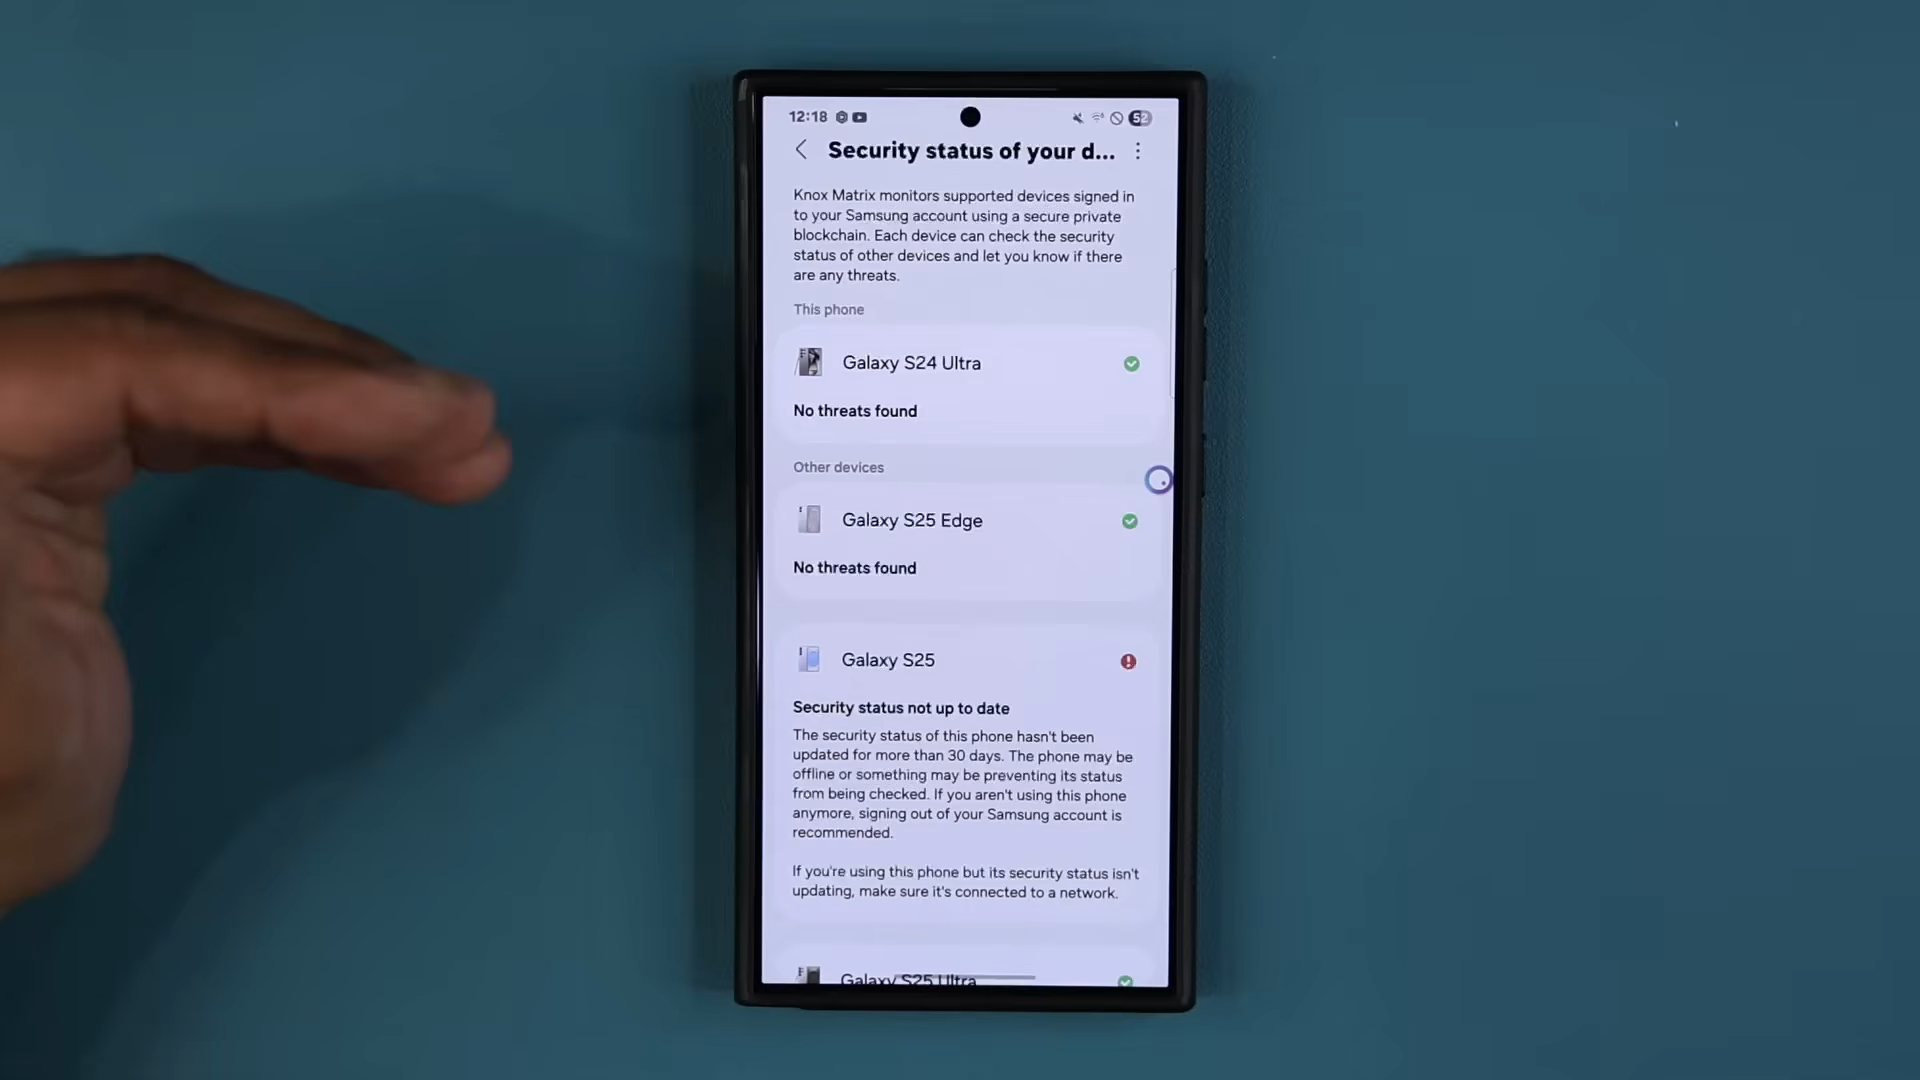 12:18
52
Security status of your d...
Knox Matrix monitors supported devices signed in
to your Samsung account using a secure private
blockchain. Each device can check the security
status of other devices and let you know if there
are any threats.
This phone
Galaxy S24 Ultra
No threats found
Other devices
Galaxy S25 Edge
No threats found
Galaxy S25
Security status not up to date
The security status of this phone hasn't been
updated for more than 30 days. The phone may be
offline or something may be preventing its status
from being checked. If you aren't using this phone
anymore, signing out of your Samsung account is
recommended.
If you're using this phone but its security status isn't
updating, make sure it's connected to a network.
Galaxy S25 Ultra